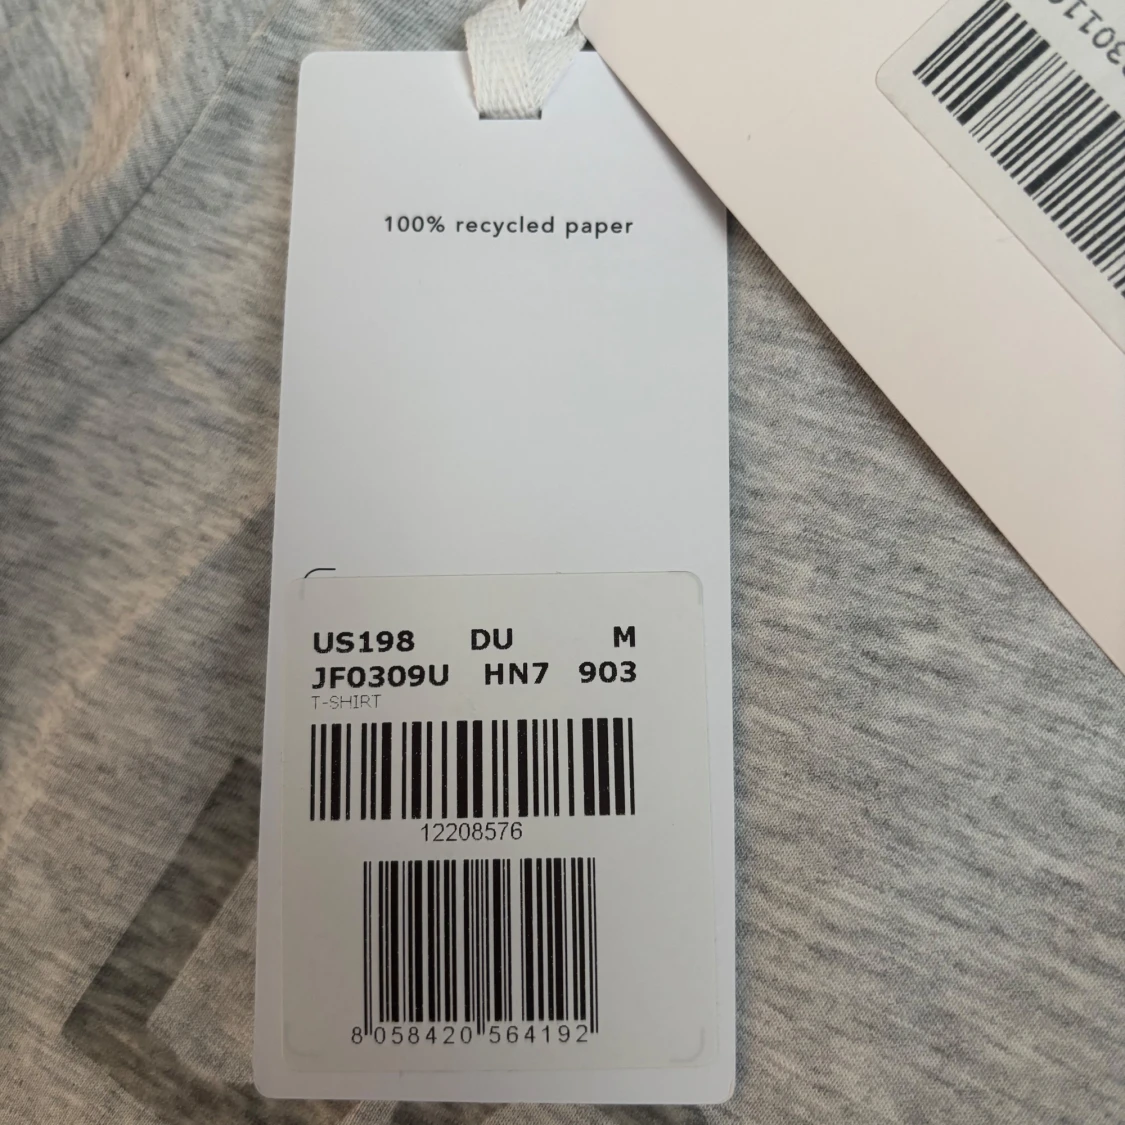 100% recycled paper
US198 DU M
JF0309U HN7 903
T-SHIRT
12208576
8 058420 564192